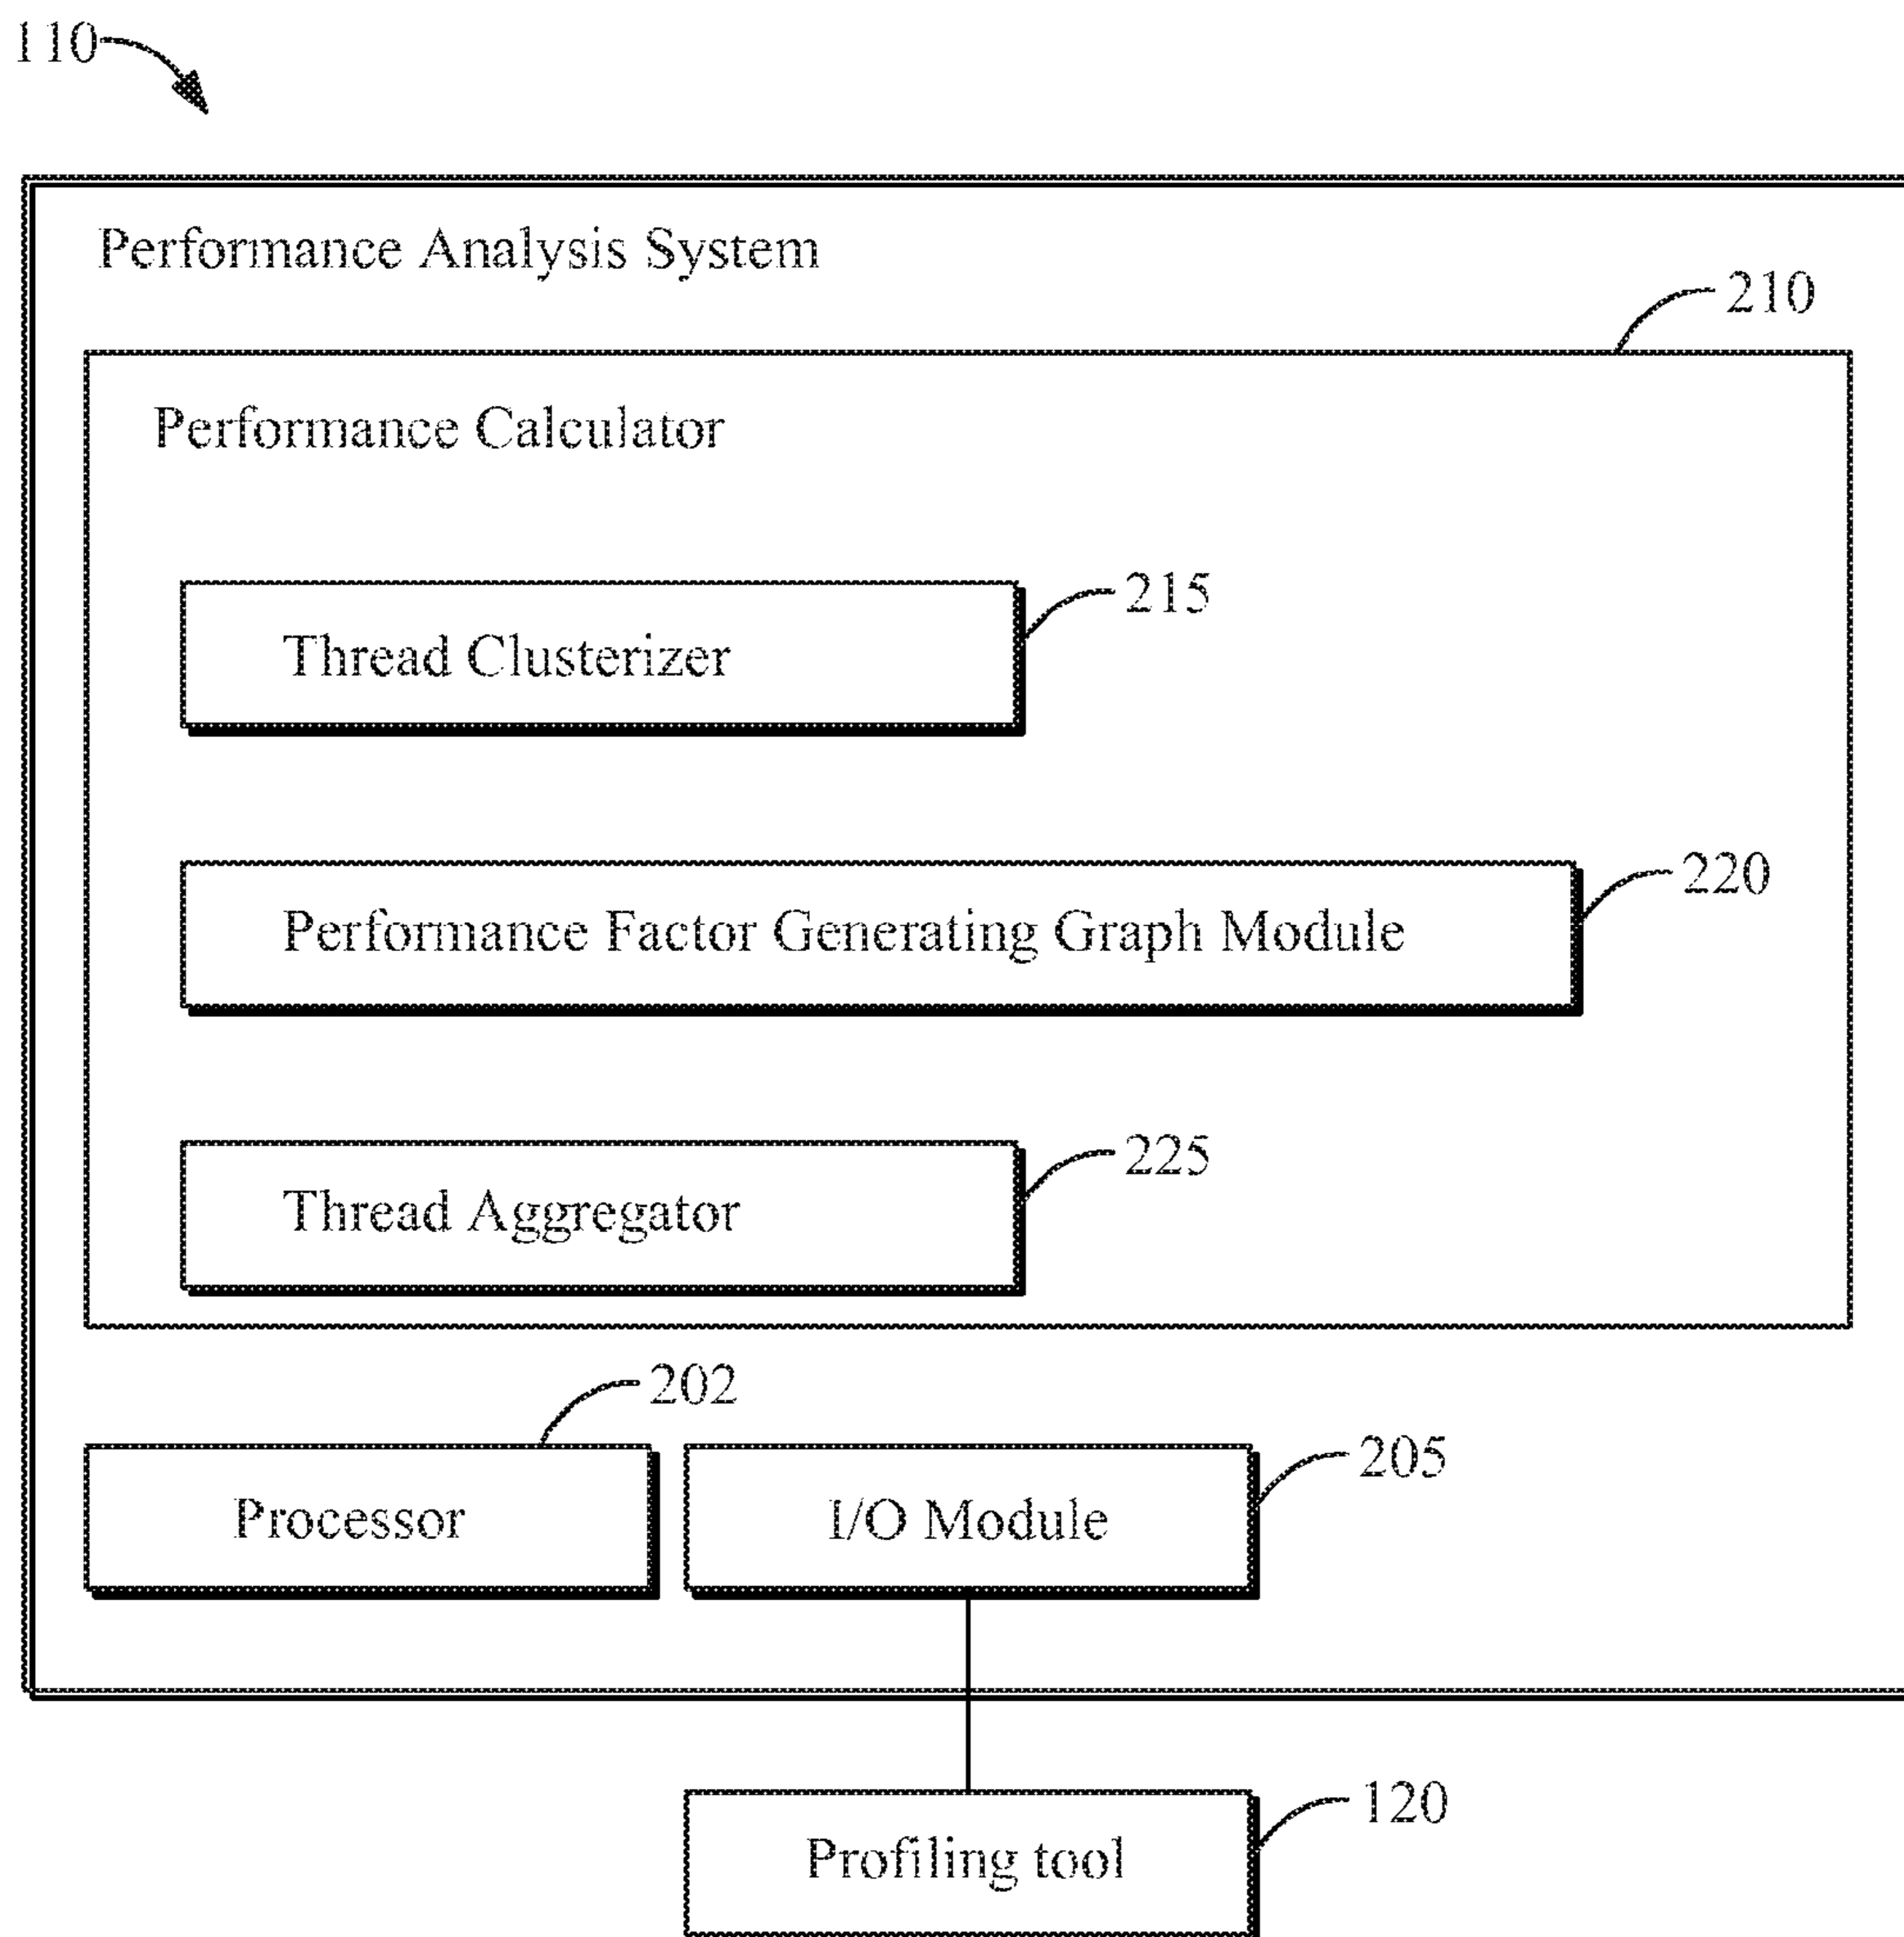 110
Performance Analysis System
210
Performance Calculator
215
Thread Clusterizer
220
Performance Factor Generating Graph Module
225
Thread Aggregator
202
205
Processor
I/O Module
120
Profiling tool